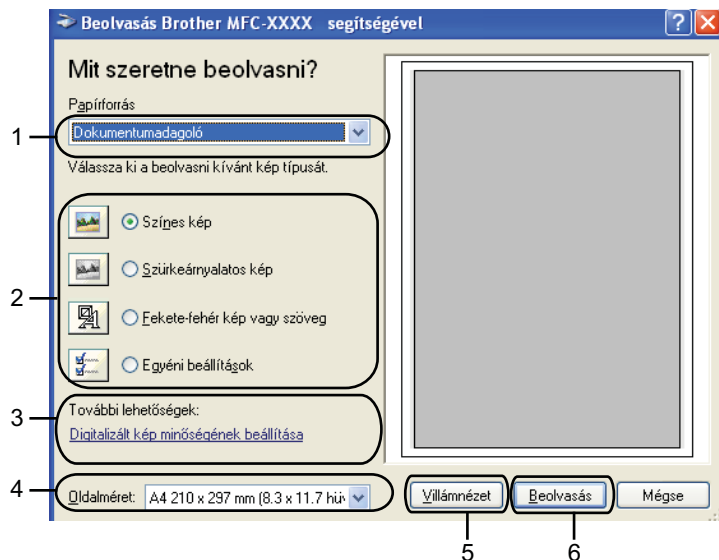 Beolvasás Brother MFC-XXXX segítségével
Mit szeretne beolvasni?
Papírforrás
1
Dokumentumadagoló
Válassza ki a beolvasni kívánt kép típusát.
2
Színes kép
Szürkeárnyalatos kép
Fekete-fehér kép vagy szöveg
Egyéni beállítások
3
További lehetőségek:
Digitalizált kép minőségének beállítása
4
Oldalméret: A4 210 x 297 mm (8.3 x 11.7
Villámnézet
Beolvasás
Mégse
5
6